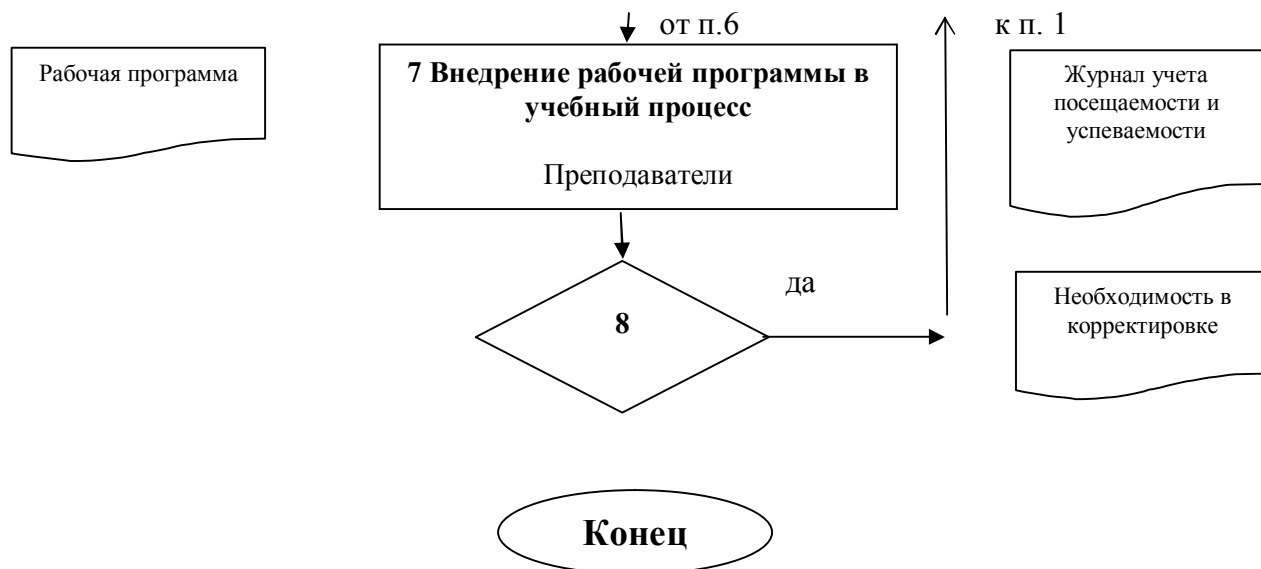 от п.6
к п. 1
Рабочая программа
7 Внедрение рабочей программы в
учебный процесс
Преподаватели
Журнал учета
посещаемости и
успеваемости
да
8
Необходимость в
корректировке
Конец